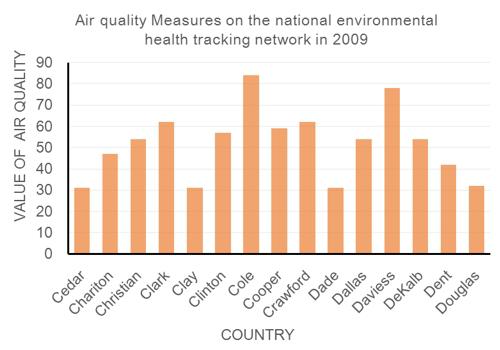 Air quality Measures on the national environmental
health tracking network in 2009
VALUE OF AIR QUALITY
90
80
70
60
50
40
30
20
10
0
Cedar
Chariton
Christian
Clark
Clay
Clinton
Cole
Cooper
Crawford
Dade
Dallas
Daviess
DeKalb
Dent
Douglas
COUNTRY